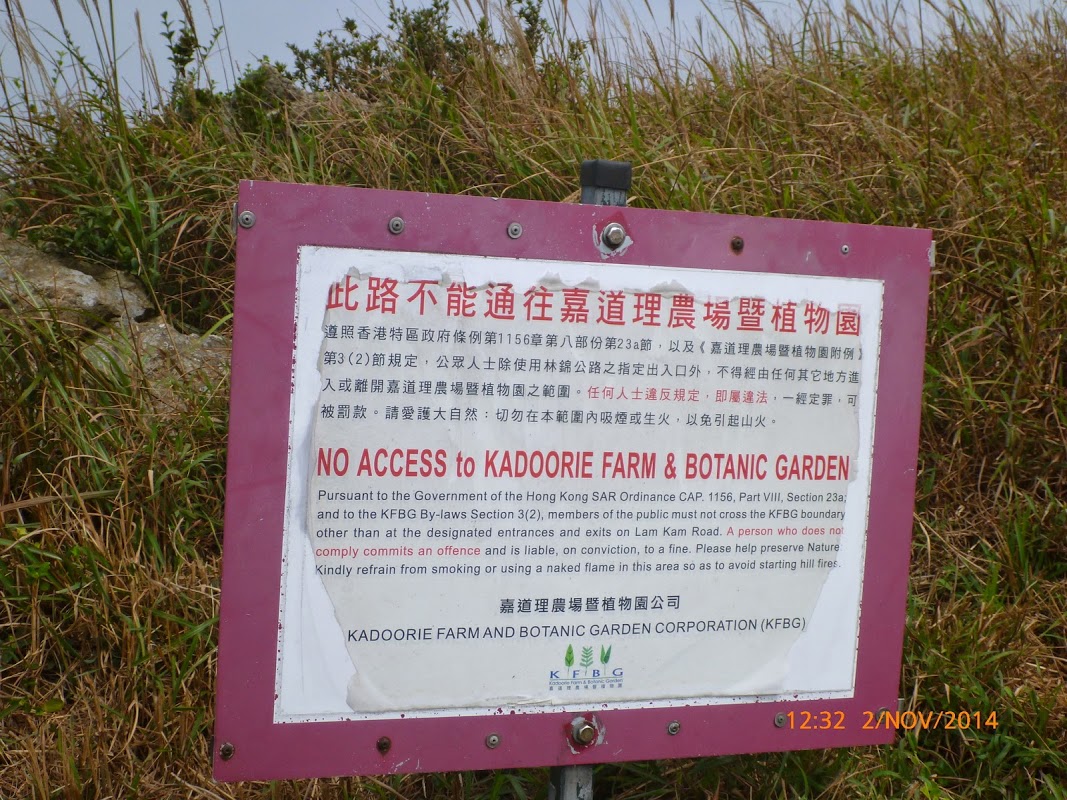 此路不能通往嘉道理農場暨植物園
遵照香港特區政府條例第1156章第八部份第23a節，以及《嘉道理農場暨植物園附例》
第3(2)節規定，公眾人士除使用林錦公路之指定出入口外，不得經由任何其它地方進
入或離開嘉道理農場暨植物園之範圍。任何人士違反規定，即屬違法，一經定罪，可
被罰款。請愛護大自然：切勿在本範圍內吸煙或生火，以免引起山火。
NO ACCESS to KADOORIE FARM & BOTANIC GARDEN
Pursuant to the Government of the Hong Kong SAR Ordinance CAP. 1156, Part VIII, Section 23a;
and to the KFBG By-laws Section 3(2), members of the public must not cross the KFBG boundary
other than at the designated entrances and exits on Lam Kam Road. A person who does not
comply commits an offence and is liable, on conviction, to a fine. Please help preserve Nature.
Kindly refrain from smoking or using a naked flame in this area so as to avoid starting hill fires.
嘉道理農場暨植物園公司
KADOORIE FARM AND BOTANIC GARDEN CORPORATION (KFBG)
K F B G
Kadoorie Farm & Botanic Garden
嘉道理農場暨植物園
12:32 2/NOV/2014